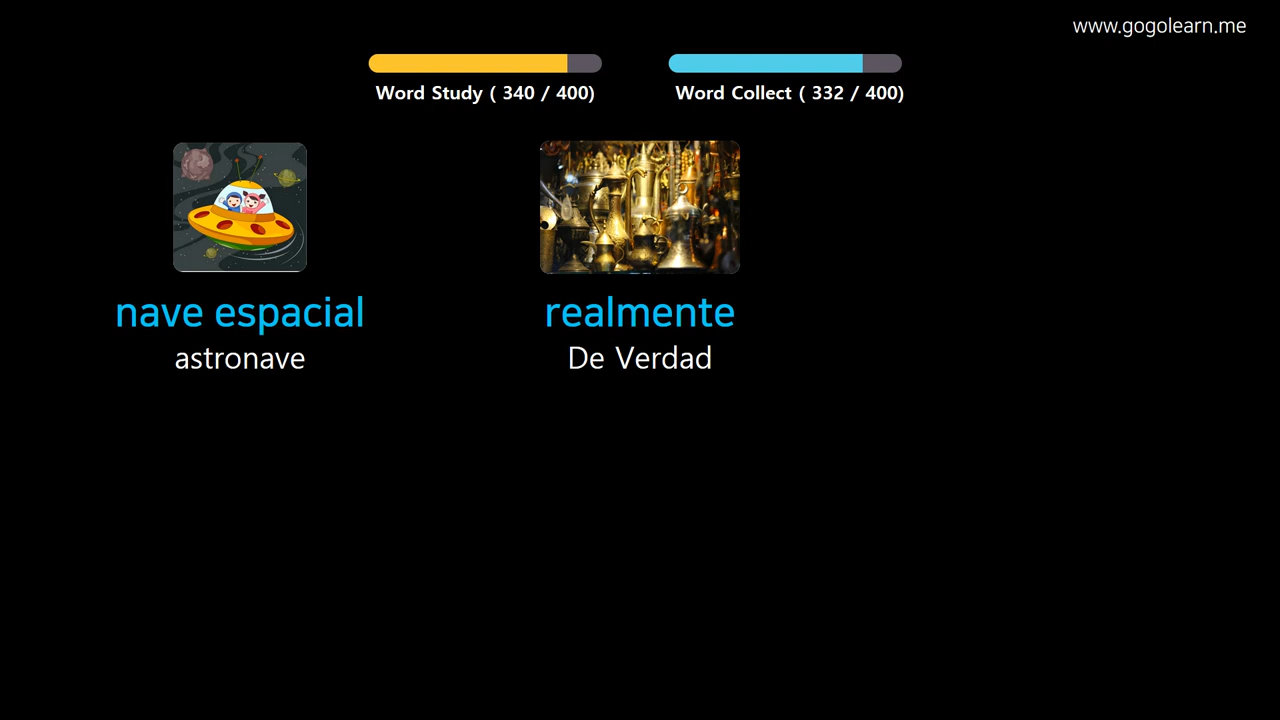 www.gogolearn.me
Word Study ( 340 / 400)
Word Collect ( 332 / 400)
nave espacial
astronave
realmente
De Verdad